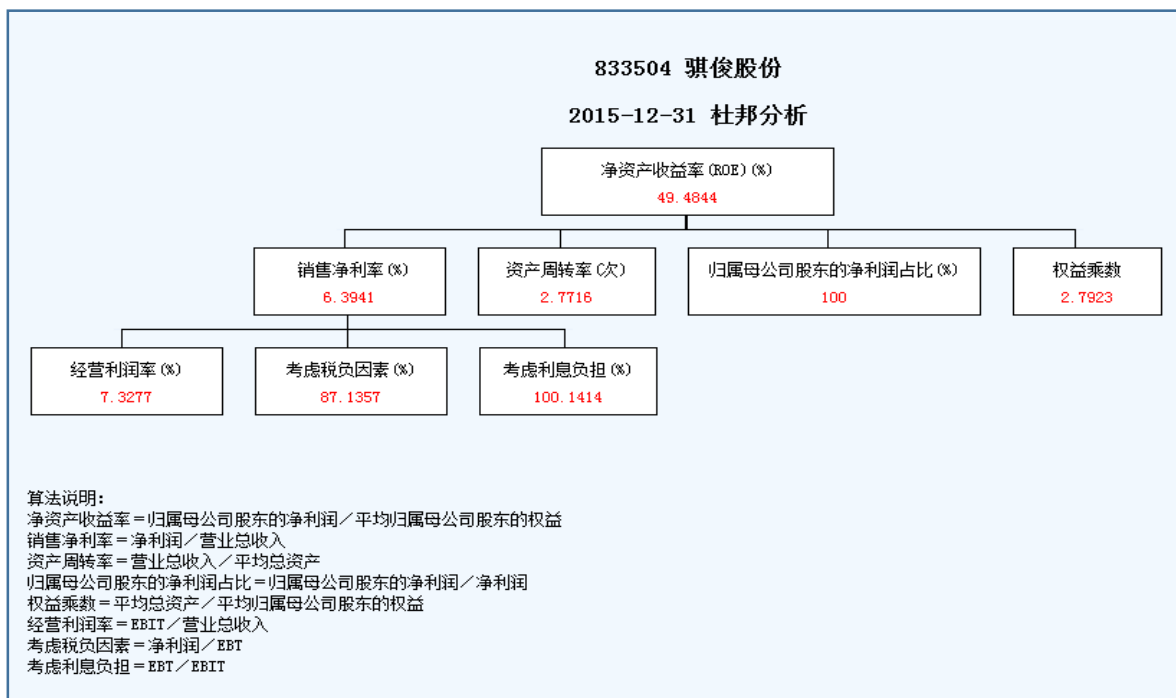 833504 骐俊股份
2015-12-31 杜邦分析
净资产收益率(ROE)(%)
49.4844
销售净利率(%)
6.3941
资产周转率(次)
2.7716
归属母公司股东的净利润占比(%)
100
权益乘数
2.7923
经营利润率(%)
7.3277
考虑税负因素(%)
87.1357
考虑利息负担(%)
100.1414
算法说明:
净资产收益率=归属母公司股东的净利润/平均归属母公司股东的权益
销售净利率=净利润/营业总收入
资产周转率=营业总收入/平均总资产
归属母公司股东的净利润占比=归属母公司股东的净利润/净利润
权益乘数=平均总资产/平均归属母公司股东的权益
经营利润率=EBIT/营业总收入
考虑税负因素=净利润/EBT
考虑利息负担=EBT/EBIT